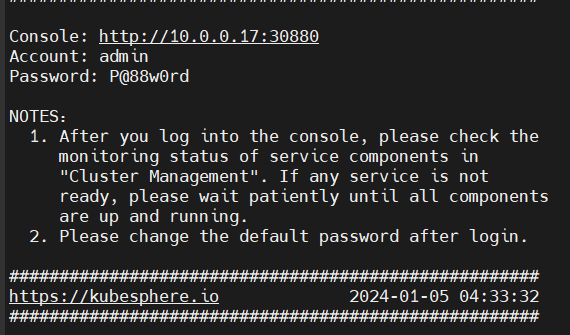 Console: http://10.0.0.17:30880
Account: admin
Password: P@88w0rd
NOTES:
1. After you log into the console, please check the
monitoring status of service components in
"Cluster Management". If any service is not
ready, please wait patiently until all components
are up and running.
2. Please change the default password after login.
#####################################################
https://kubesphere.io 2024-01-05 04:33:32
#####################################################